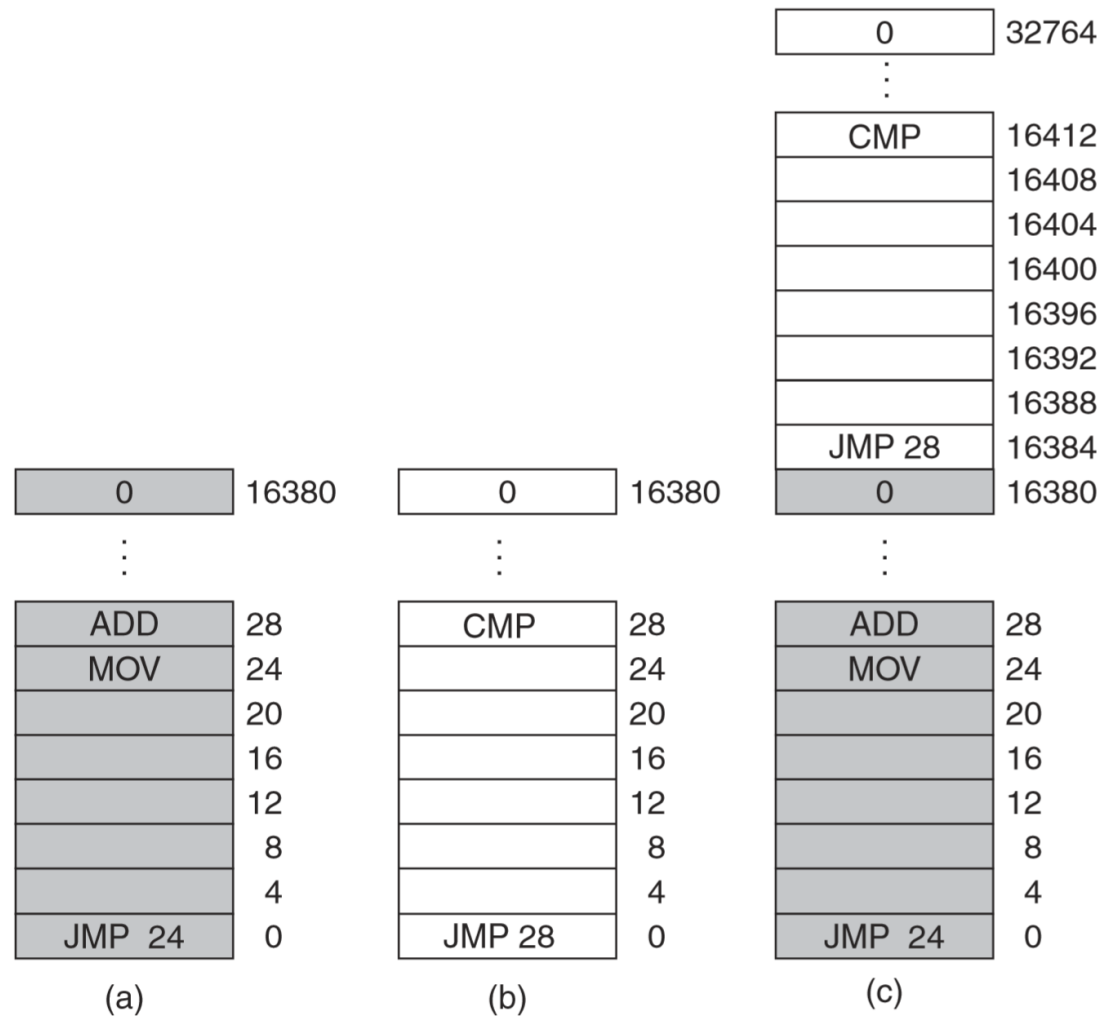 0 32764
CMP 16412
16408
16404
16400
16396
16392
16388
JMP 28 16384
0 16380 0 16380 0 16380
ADD 28 CMP 28 ADD 28
MOV 24 24 MOV 24
20 20 20
16 16 16
12 12 12
8 8 8
4 4 4
JMP 24 0 JMP 28 0 JMP 24 0
(a) (b) (c)